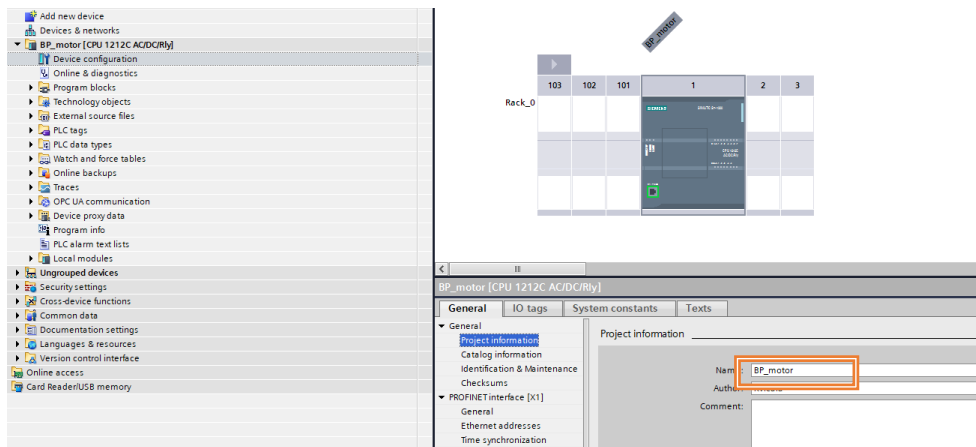 Add new device
Devices & networks
BP_motor [CPU 1212C AC/DC/Rly]
Device configuration
Online & diagnostics
Program blocks
Technology objects
External source files
PLC tags
PLC data types
Watch and force tables
Online backups
Traces
OPC UA communication
Device proxy data
Program info
PLC alarm text lists
Local modules
Ungrouped devices
Security settings
Cross-device functions
Common data
Documentation settings
Languages & resources
Version control interface
Online access
Card Reader/USB memory
BP_motor
103 102 101 1 2 3
Rack_0
SIEMENS
BP_motor [CPU 1212C AC/DC/Rly]
General IO tags System constants Texts
General
Project information
Catalog information
Identification & Maintenance
Checksums
PROFINET interface [X1]
General
Ethernet addresses
Time synchronization
Project information
Name: BP_motor
Author:
Comment: